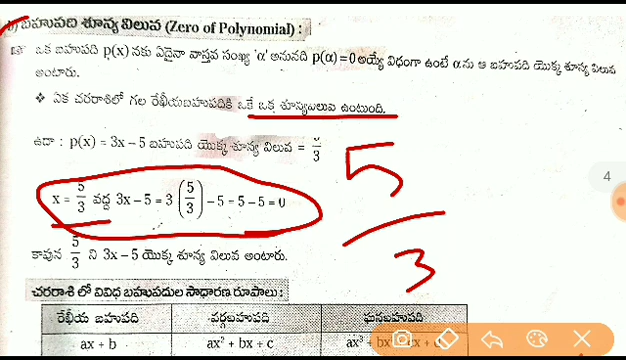 బహుపది శూన్య విలువ (Zero of Polynomial) :
ఒక బహుపది p(x) నకు ఏదైనా వాస్తవ సంఖ్య 'α' అనునది p(α) = 0 అయ్యే విధంగా ఉంటే α ను ఆ బహుపది యొక్క శూన్య విలువ
అంటారు.
❖ ఏక చరరాశిలో గల రేఖీయబహుపదికి ఒకే ఒక శూన్యవిలువ ఉంటుంది.
ఉదా : p(x) = 3x – 5 బహుపది యొక్క శూన్య విలువ = 5/3
5/3
x = 5/3 వద్ద 3x – 5 = 3 (5/3) – 5 = 5 – 5 = 0
కావున 5/3 ని 3x – 5 యొక్క శూన్య విలువ అంటారు.
చరరాశి లో వివిధ బహుపదుల సాధారణ రూపాలు :
రేఖీయ బహుపది వర్గబహుపది ఘనబహుపది
ax + b ax² + bx + c ax³ + bx
4